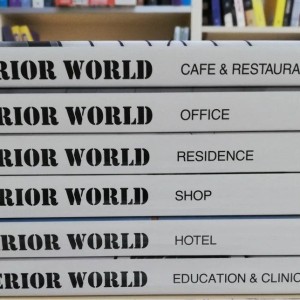 RIOR WORLD CAFE & RESTAURA
RIOR WORLD OFFICE
RIOR WORLD RESIDENCE
RIOR WORLD SHOP
RIOR WORLD HOTEL
ERIOR WORLD EDUCATION & CLINIC